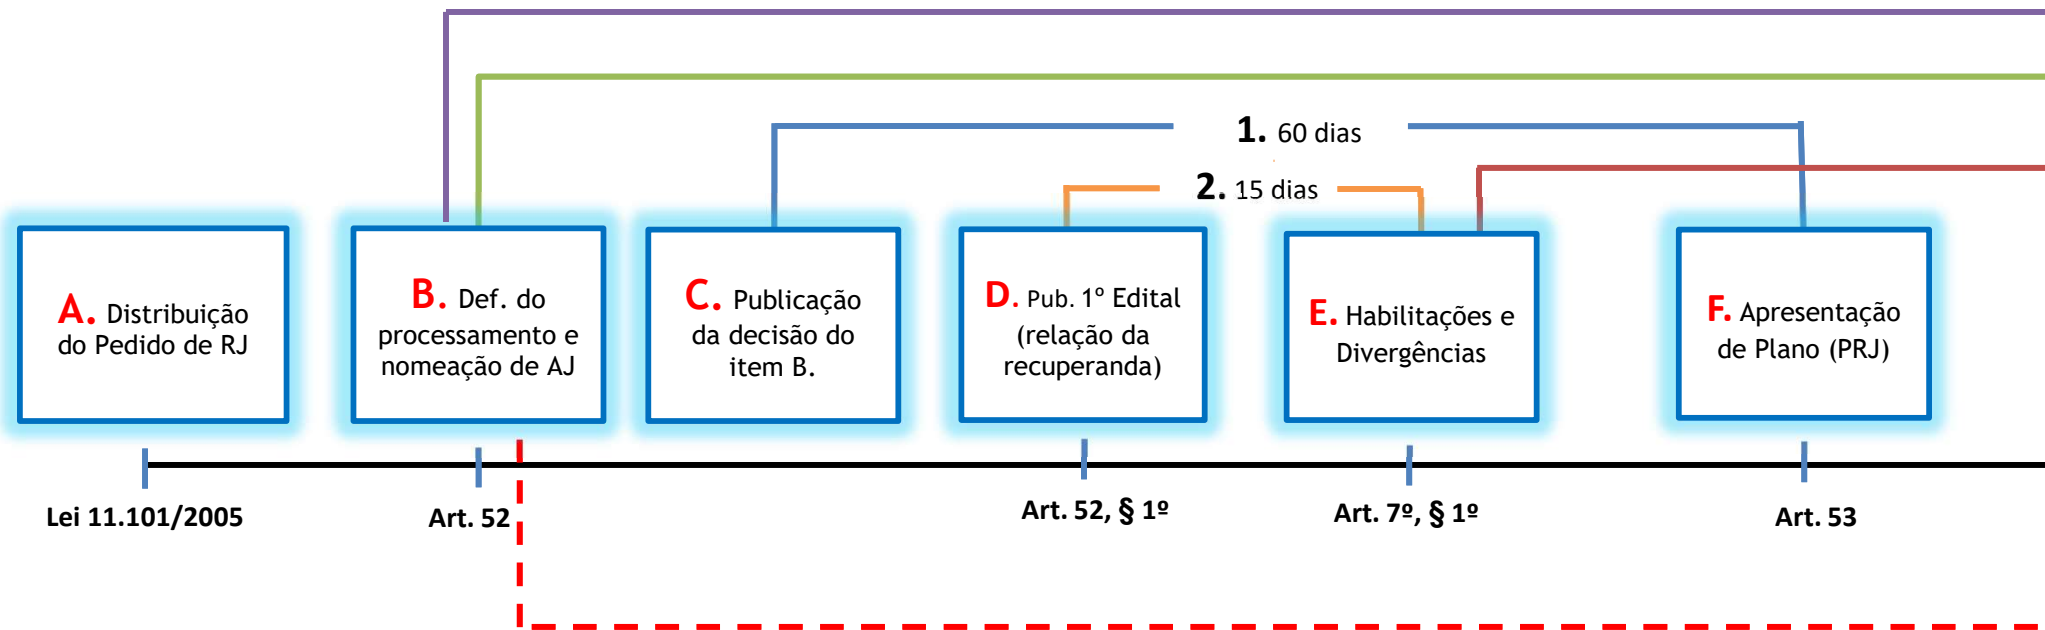 1. 60 dias
2. 15 dias
A. Distribuição
do Pedido de RJ
B. Def. do
processamento e
nomeação de AJ
C. Publicação
da decisão do
item B.
D. Pub. 1º Edital
(relação da
recuperanda)
E. Habilitações e
Divergências
F. Apresentação
de Plano (PRJ)
Lei 11.101/2005
Art. 52
Art. 52, § 1º
Art. 7º, § 1º
Art. 53